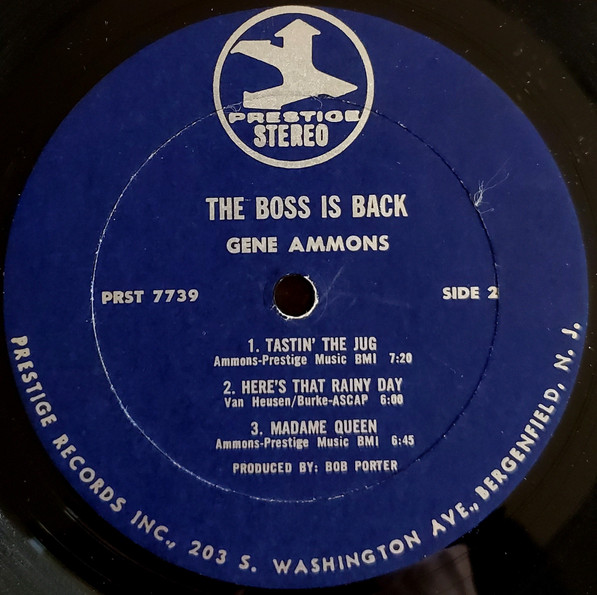 PRESTIGE
STEREO
THE BOSS IS BACK
GENE AMMONS
PRST 7739
SIDE 2
1. TASTIN' THE JUG
Ammons-Prestige Music BMI 7:20
2. HERE'S THAT RAINY DAY
Van Heusen/Burke-ASCAP 6:00
3. MADAME QUEEN
Ammons-Prestige Music BMI 6:45
PRODUCED BY: BOB PORTER
PRESTIGE RECORDS INC., 203 S. WASHINGTON AVE., BERGENFIELD, N. J.